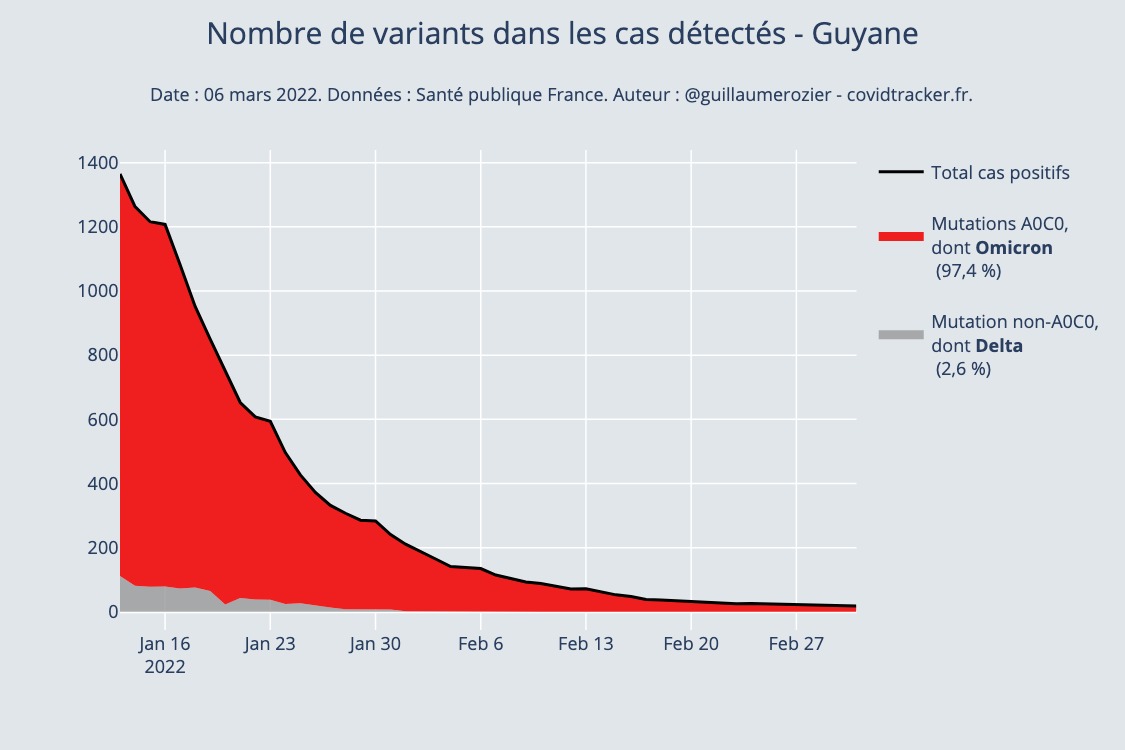 Nombre de variants dans les cas détectés - Guyane
Date : 06 mars 2022. Données : Santé publique France. Auteur : @guillaumerozier - covidtracker.fr.
1400
1200
1000
800
600
400
200
0
Jan 16
2022
Jan 23
Jan 30
Feb 6
Feb 13
Feb 20
Feb 27
Total cas positifs
Mutations A0C0,
dont Omicron
(97,4 %)
Mutation non-A0C0,
dont Delta
(2,6 %)